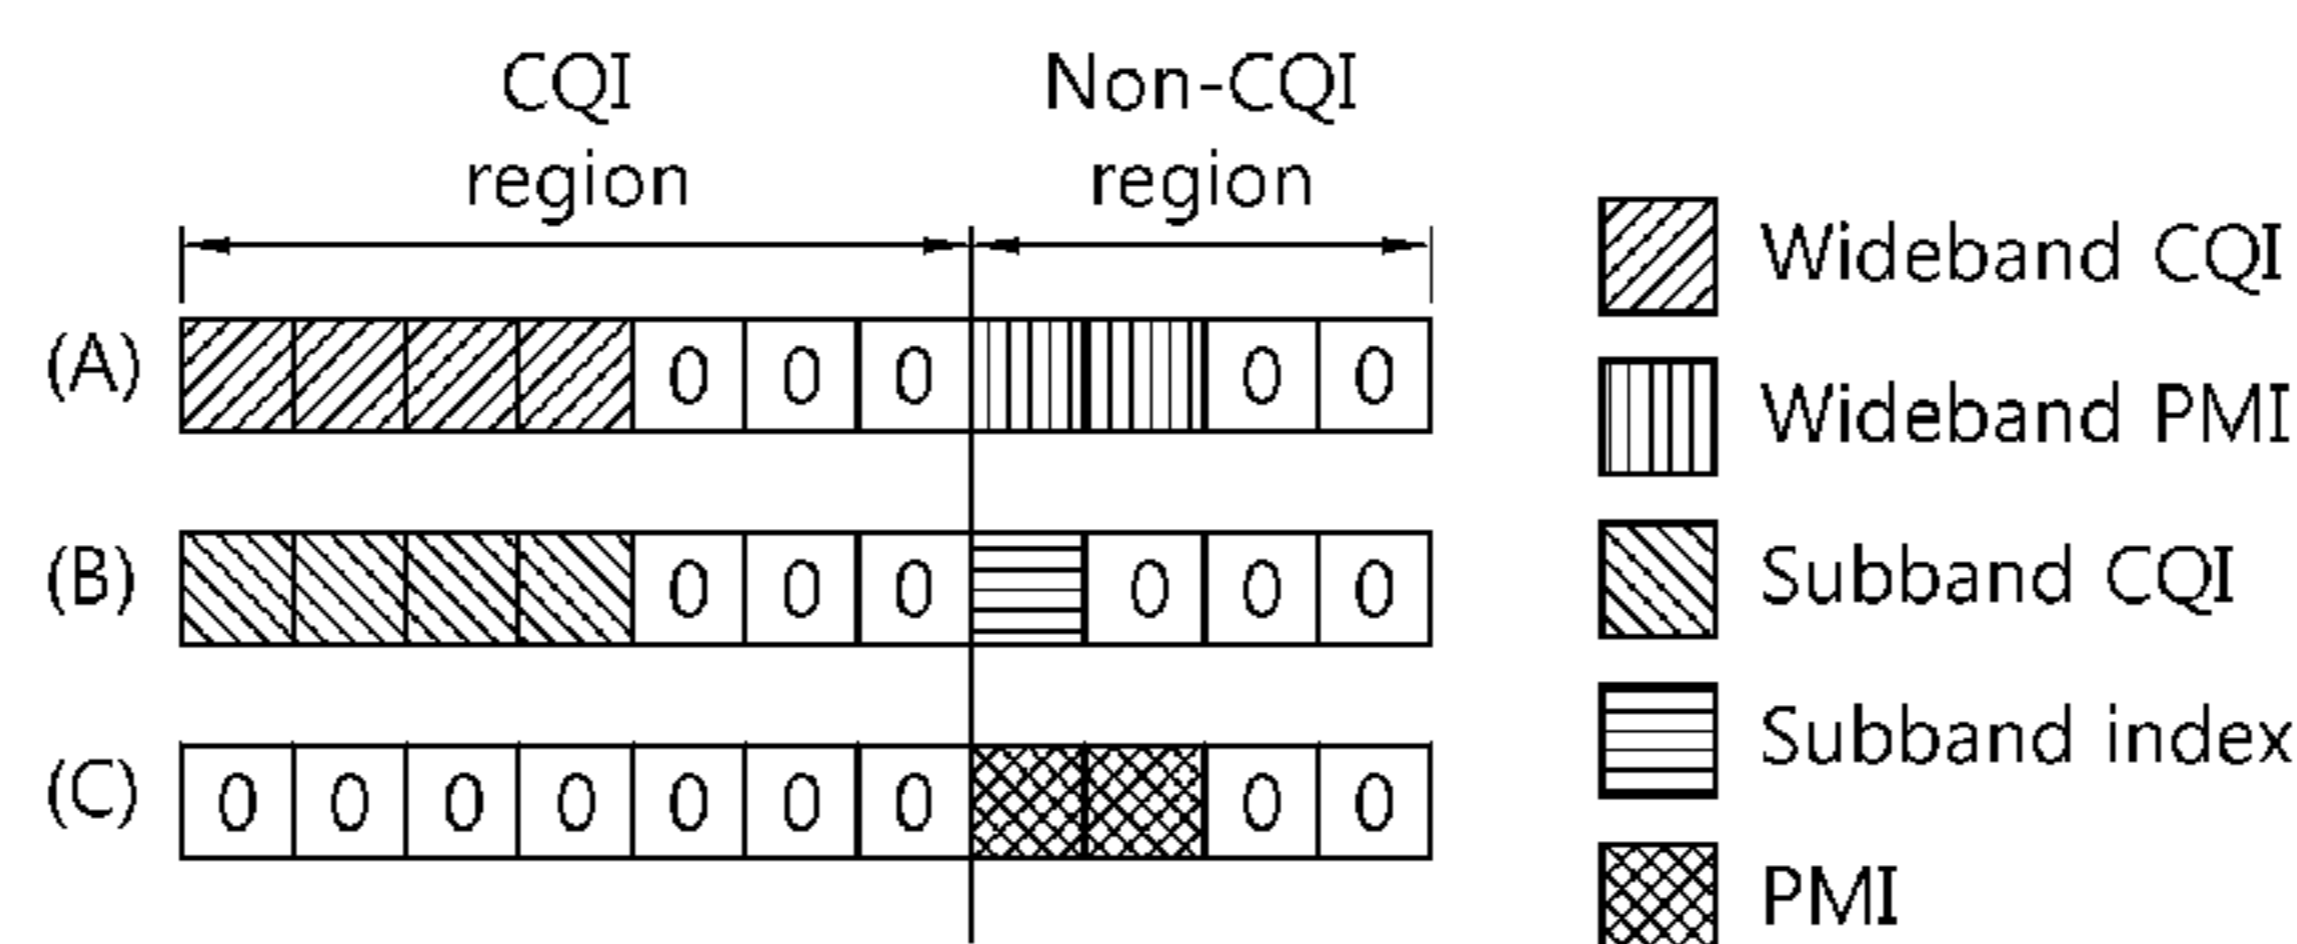 CQI
region
Non-CQI
region
Wideband CQI
(A) 0 0 0 0 0
Wideband PMI
(B) 0 0 0 0 0 0
Subband CQI
Subband index
(C) 0 0 0 0 0 0 0 0 0
PMI